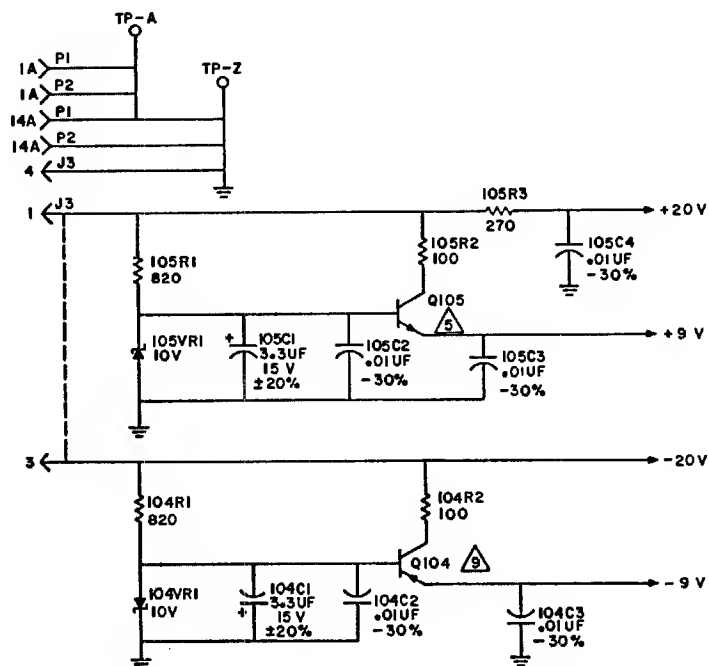 TP-A
1A P1
TP-Z
1A P2
14A P1
14A P2
4 J3
1 J3
105R3
270
+20 V
105R1
820
105R2
100
105C4
.01UF
-30%
Q105
5
105VR1
10V
+
105C1
3.3UF
15 V
±20%
105C2
.01UF
-30%
+9 V
105C3
.01UF
-30%
3
-20V
104R1
820
104R2
100
Q104
9
104VR1
10V
+
104C1
3.3UF
15 V
±20%
104C2
.01UF
-30%
-9 V
104C3
.01UF
-30%